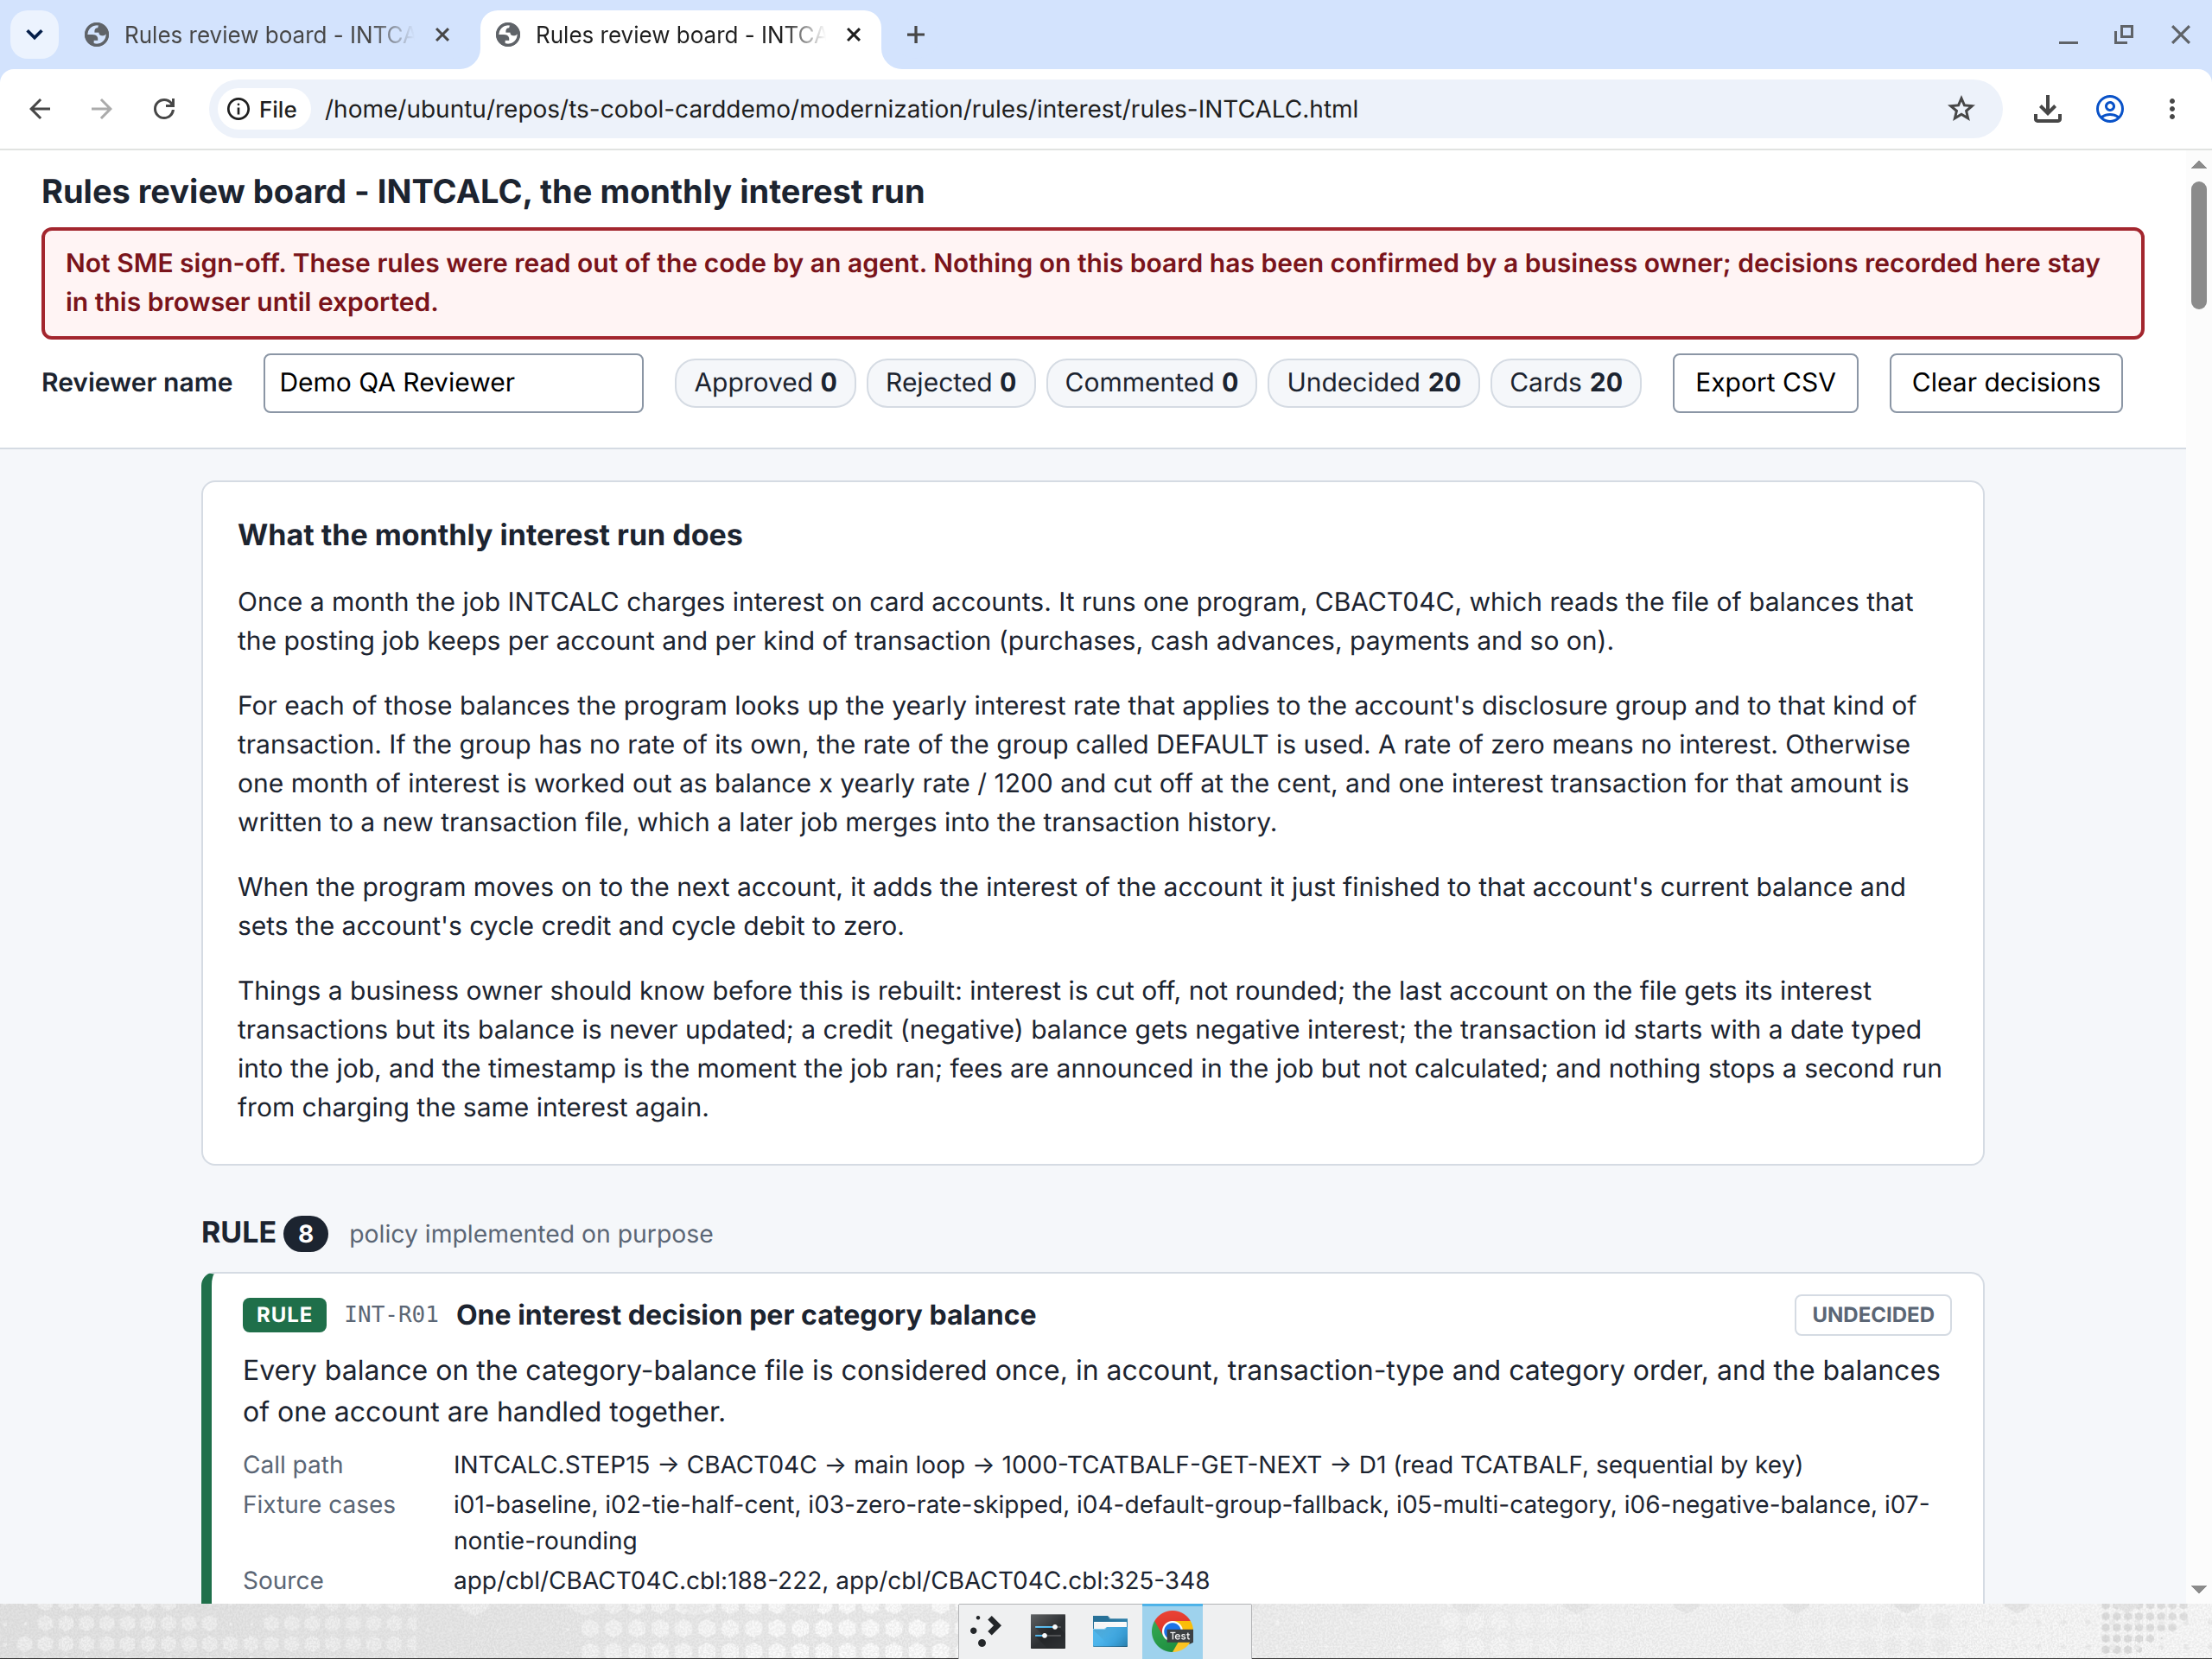 Rules review board - INTCA
Rules review board - INTCA
File
/home/ubuntu/repos/ts-cobol-carddemo/modernization/rules/interest/rules-INTCALC.html
Rules review board - INTCALC, the monthly interest run
Not SME sign-off. These rules were read out of the code by an agent. Nothing on this board has been confirmed by a business owner; decisions recorded here stay
in this browser until exported.
Reviewer name Demo QA Reviewer Approved 0 Rejected 0 Commented 0 Undecided 20 Cards 20 Export CSV Clear decisions
What the monthly interest run does
Once a month the job INTCALC charges interest on card accounts. It runs one program, CBACT04C, which reads the file of balances that
the posting job keeps per account and per kind of transaction (purchases, cash advances, payments and so on).
For each of those balances the program looks up the yearly interest rate that applies to the account's disclosure group and to that kind of
transaction. If the group has no rate of its own, the rate of the group called DEFAULT is used. A rate of zero means no interest. Otherwise
one month of interest is worked out as balance x yearly rate / 1200 and cut off at the cent, and one interest transaction for that amount is
written to a new transaction file, which a later job merges into the transaction history.
When the program moves on to the next account, it adds the interest of the account it just finished to that account's current balance and
sets the account's cycle credit and cycle debit to zero.
Things a business owner should know before this is rebuilt: interest is cut off, not rounded; the last account on the file gets its interest
transactions but its balance is never updated; a credit (negative) balance gets negative interest; the transaction id starts with a date typed
into the job, and the timestamp is the moment the job ran; fees are announced in the job but not calculated; and nothing stops a second run
from charging the same interest again.
RULE 8 policy implemented on purpose
RULE INT-R01 One interest decision per category balance UNDECIDED
Every balance on the category-balance file is considered once, in account, transaction-type and category order, and the balances
of one account are handled together.
Call path INTCALC.STEP15 → CBACT04C → main loop → 1000-TCATBALF-GET-NEXT → D1 (read TCATBALF, sequential by key)
Fixture cases i01-baseline, i02-tie-half-cent, i03-zero-rate-skipped, i04-default-group-fallback, i05-multi-category, i06-negative-balance, i07-
nontie-rounding
Source app/cbl/CBACT04C.cbl:188-222, app/cbl/CBACT04C.cbl:325-348
Test